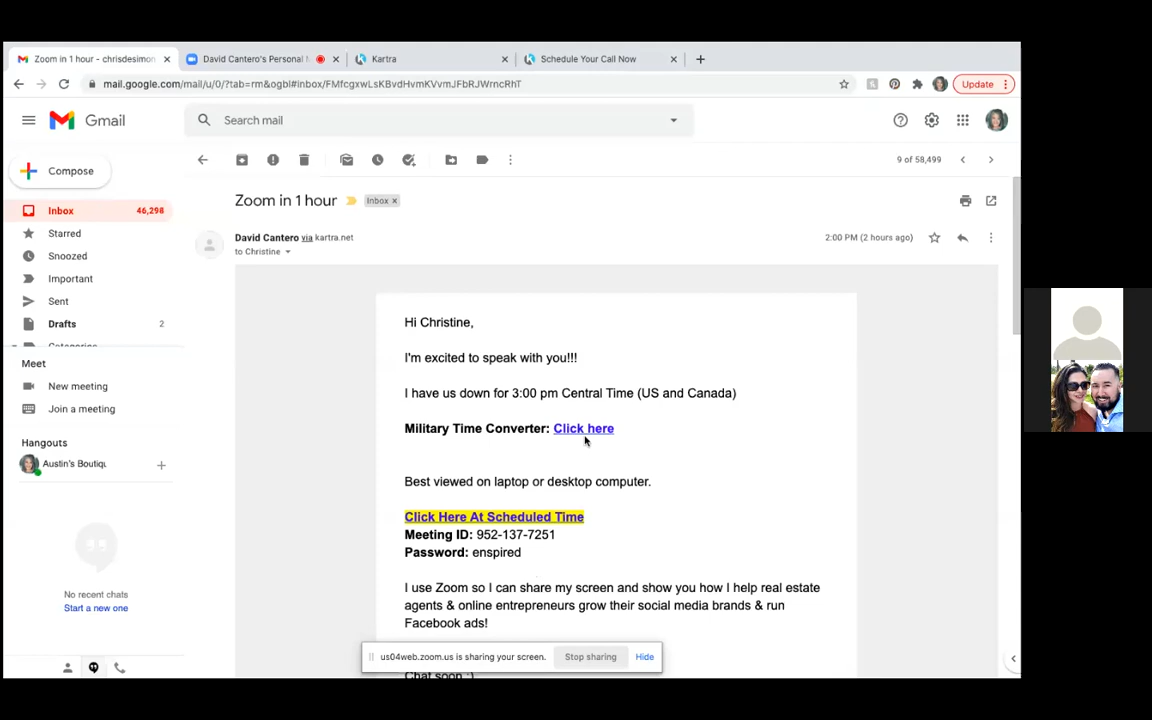 Zoom in 1 hour - chrisdesimon
David Cantero's Personal
Kartra
Schedule Your Call Now
mail.google.com/mail/u/0/?tab=rm&ogbl#inbox/FMfcgxwLsKBvdHvmKVvmJFbRJWrncRhT
Update
Gmail
Search mail
Compose
9 of 58,499
Inbox 46,298
Starred
Snoozed
Important
Sent
Drafts 2
Categories
Meet
New meeting
Join a meeting
Hangouts
Austin's Boutiqu
No recent chats
Start a new one
Zoom in 1 hour
Inbox x
David Cantero via kartra.net
2:00 PM (2 hours ago)
to Christine
Hi Christine,
I'm excited to speak with you!!!
I have us down for 3:00 pm Central Time (US and Canada)
Military Time Converter: Click here
Best viewed on laptop or desktop computer.
Click Here At Scheduled Time
Meeting ID: 952-137-7251
Password: enspired
I use Zoom so I can share my screen and show you how I help real estate
agents & online entrepreneurs grow their social media brands & run
Facebook ads!
us04web.zoom.us is sharing your screen. Stop sharing Hide
Chat soon :)